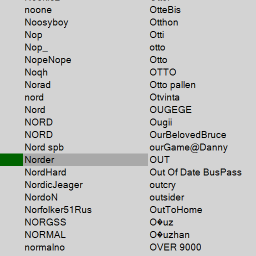 noone OtteBis
Noosyboy Otthon
Nop Otti
Nop_ otto
NopeNope Otto
Noqh OTTO
Norad Otto pallen
nord Otvinta
Nord OUGEGE
NORD Ougii
NORD OurBelovedBruce
Nord spb ourGame@Danny
Norder OUT
NordHard Out Of Date BusPass
NordicJeager outcry
NordoN outsider
Norfolker51Rus OutToHome
NORGSS O�uz
NORMAL O�uzhan
normalno OVER 9000